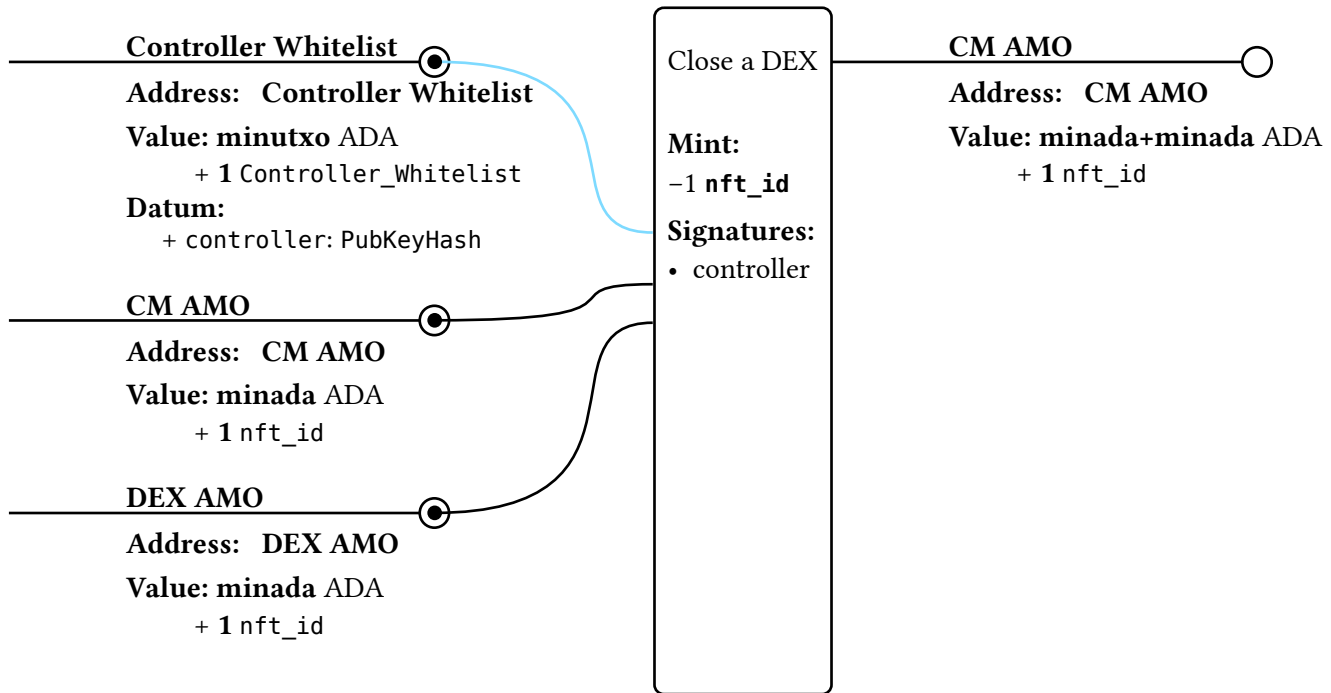 Controller Whitelist
Address: Controller Whitelist
Value: minutxo ADA
+ 1 Controller_Whitelist
Datum:
+ controller: PubKeyHash
CM AMO
Address: CM AMO
Value: minada ADA
+ 1 nft_id
DEX AMO
Address: DEX AMO
Value: minada ADA
+ 1 nft_id
Close a DEX
Mint:
−1 nft_id
Signatures:
• controller
CM AMO
Address: CM AMO
Value: minada+minada ADA
+ 1 nft_id